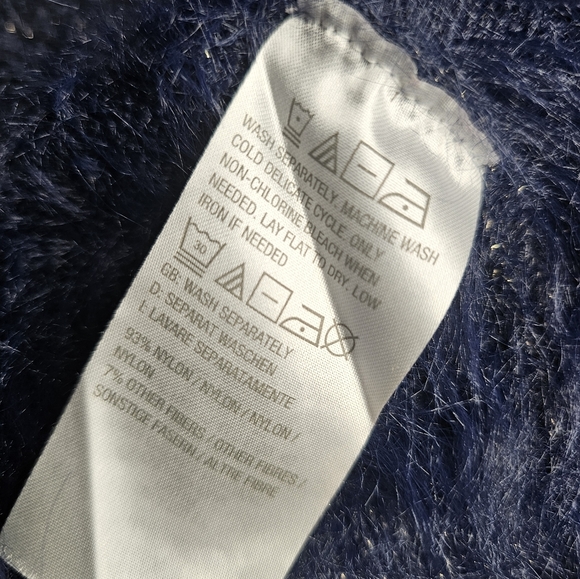 WASH SEPARATELY. MACHINE WASH
COLD DELICATE CYCLE. ONLY
NON-CHLORINE BLEACH WHEN
NEEDED. LAY FLAT TO DRY. LOW
IRON IF NEEDED
30
GB: WASH SEPARATELY
D: SEPARAT WASCHEN
I: LAVARE SEPARATAMENTE
93% NYLON / NYLON / NYLON /
NYLON
7% OTHER FIBERS / OTHER FIBRES /
SONSTIGE FASERN / ALTRE FIBRE